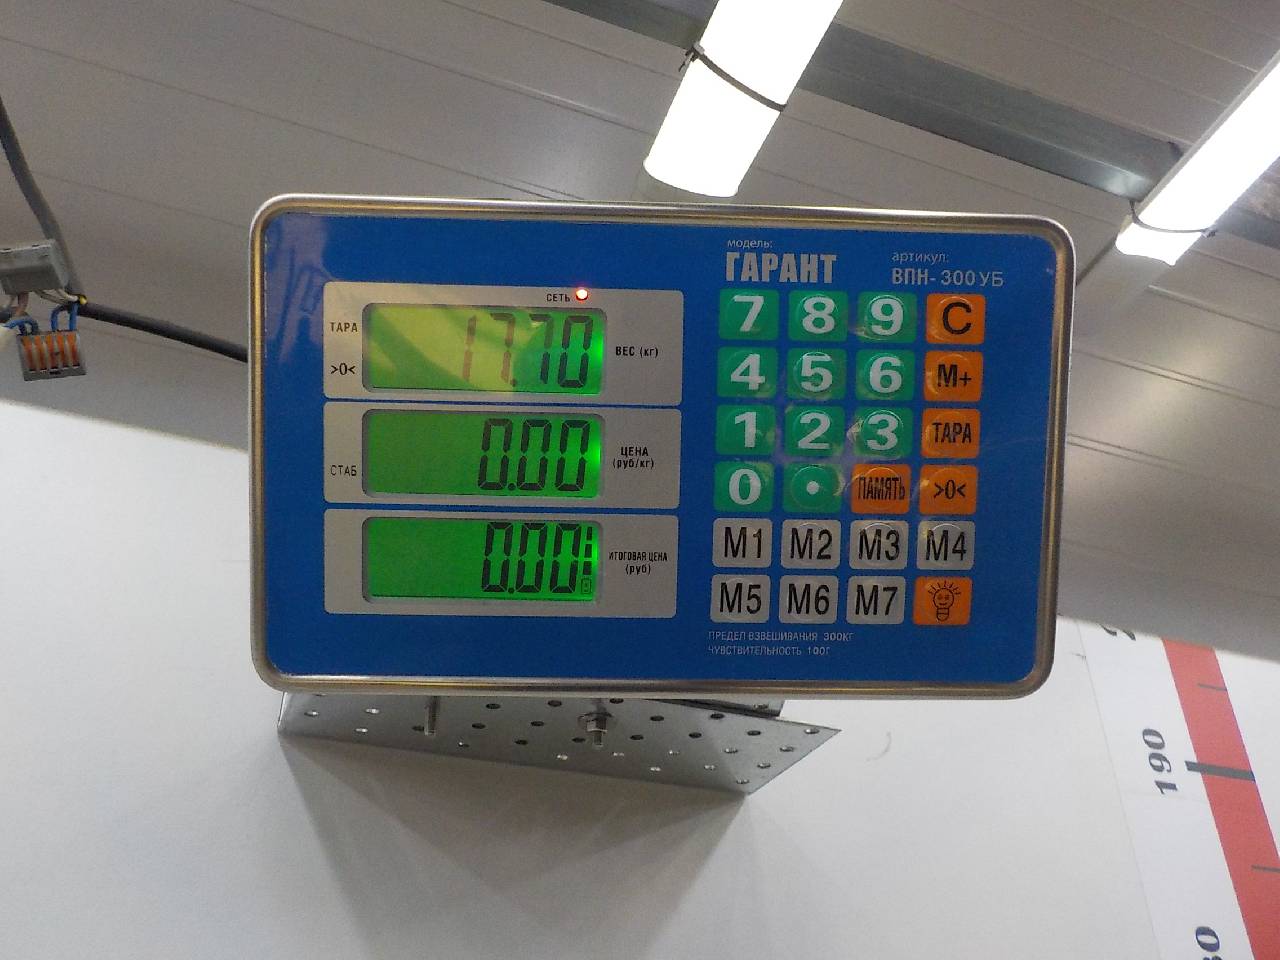 модель:
ГАРАНТ
артикул:
ВПН-300УБ
СЕТЬ
ТАРА
>0<
17.70
ВЕС (кг)
СТАБ
0.00
ЦЕНА
(руб/кг)
0.00
ИТОГОВАЯ ЦЕНА
(руб)
7 8 9 C
4 5 6 M+
1 2 3 ТАРА
0 . ПАМЯТЬ >0<
M1 M2 M3 M4
M5 M6 M7
ПРЕДЕЛ ВЗВЕШИВАНИЯ 300КГ
ЧУВСТВИТЕЛЬНОСТЬ 100Г
190